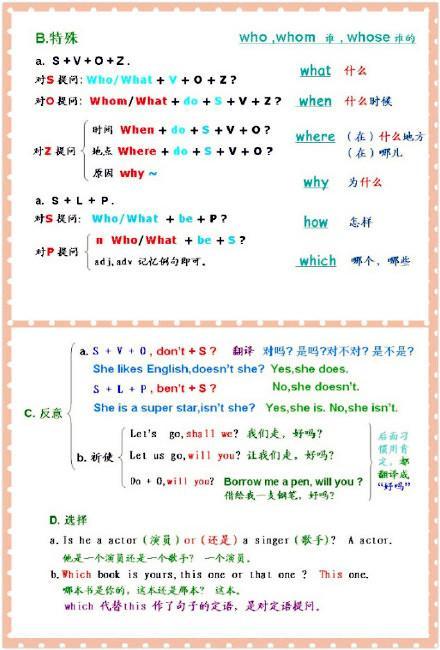 B.特殊 who ,whom 谁 , whose 谁的
a. S + V + O + Z .
对S 提问: Who/What + V + O + Z ?
对O 提问: Whom/What + do + S + V + Z ?
对Z 提问
时间 When + do + S + V + O ?
地点 Where + do + S + V + O ?
原因 why ~
a. S + L + P .
对S 提问: Who/What + be + P ?
对P 提问
n Who/What + be + S ?
adj,adv 记忆例句即可。
what 什么
when 什么时候
where （在）什么地方
（在）哪儿
why 为什么
how 怎样
which 哪个，哪些
C. 反意
a. S + V + O , don't + S ? 翻译 对吗? 是吗?对不对? 是不是?
She likes English,doesn't she? Yes,she does.
S + L + P, ben't + S ? No,she doesn't.
She is a super star,isn't she? Yes,she is. No,she isn't.
b. 祈使
Let's go,shall we? 我们走，好吗?
Let us go,will you? 让我们走，好吗?
Do + O,will you? Borrow me a pen, will you ?
借给我一支钢笔，好吗?
后面习
惯用肯
定，都
翻译成
“好吗”
D. 选择
a. Is he a actor (演员) or (还是) a singer (歌手)? A actor.
他是一个演员还是一个歌手? 一个演员。
b. Which book is yours,this one or that one ? This one.
哪本书是你的，这本还是那本? 这本。
which 代替this 作了句子的定语，是对定语提问。